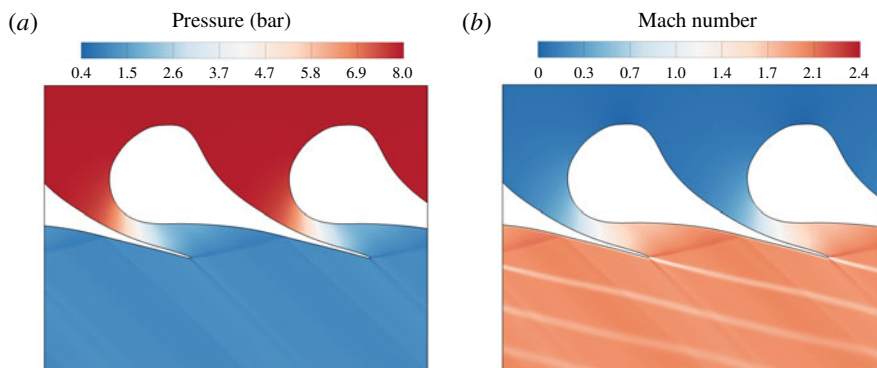 (a) Pressure (bar)
0.4 1.5 2.6 3.7 4.7 5.8 6.9 8.0
(b) Mach number
0 0.3 0.7 1.0 1.4 1.7 2.1 2.4